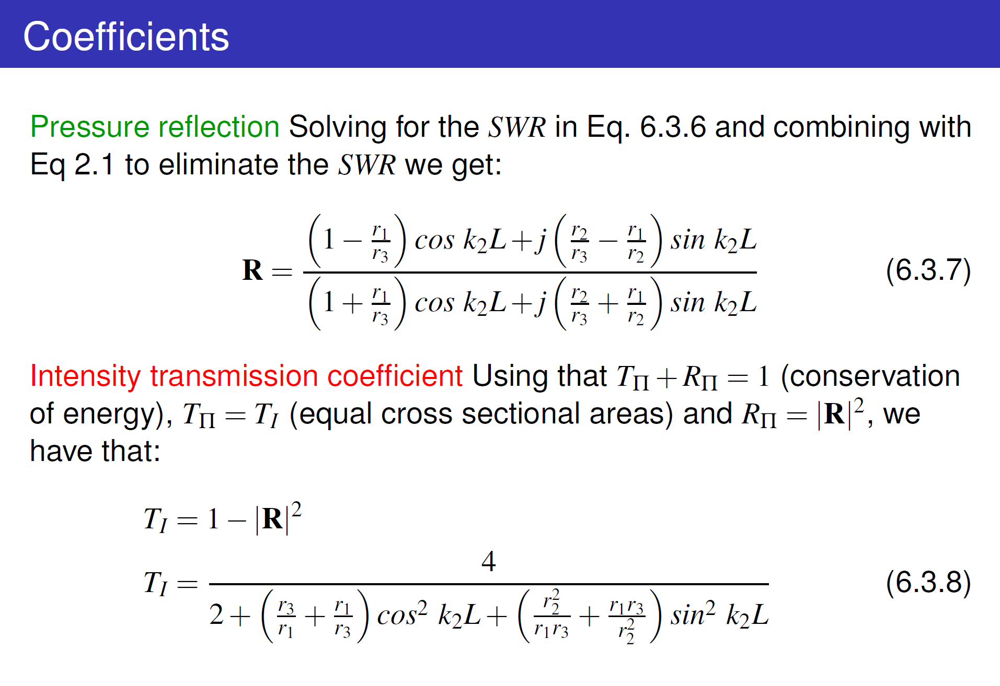 Coefficients
Pressure reflection Solving for the SWR in Eq. 6.3.6 and combining with
Eq 2.1 to eliminate the SWR we get:
$\mathbf{R} = \frac{\left(1 - \frac{r_1}{r_3}\right) cos\ k_2L + j\left(\frac{r_2}{r_3} - \frac{r_1}{r_2}\right) sin\ k_2L}{\left(1 + \frac{r_1}{r_3}\right) cos\ k_2L + j\left(\frac{r_2}{r_3} + \frac{r_1}{r_2}\right) sin\ k_2L}$ (6.3.7)
Intensity transmission coefficient Using that $T_\Pi + R_\Pi = 1$ (conservation
of energy), $T_\Pi = T_I$ (equal cross sectional areas) and $R_\Pi = |\mathbf{R}|^2$, we
have that:
$T_I = 1 - |\mathbf{R}|^2$
$T_I = \frac{4}{2 + \left(\frac{r_3}{r_1} + \frac{r_1}{r_3}\right) cos^2\ k_2L + \left(\frac{r_2^2}{r_1 r_3} + \frac{r_1 r_3}{r_2^2}\right) sin^2\ k_2L}$ (6.3.8)